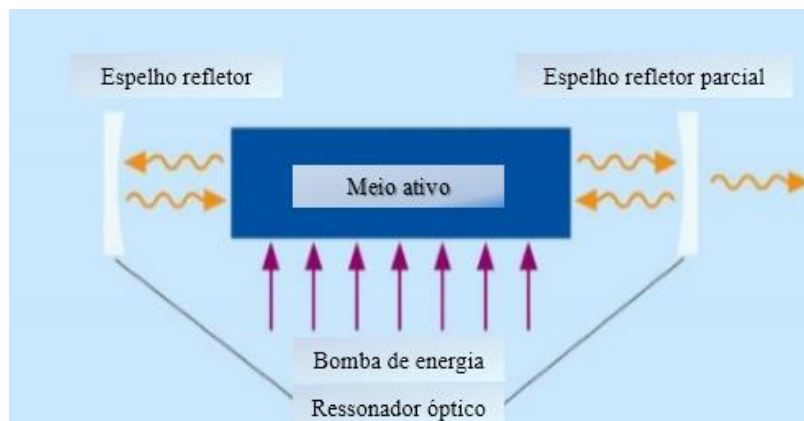 Espelho refletor
Espelho refletor parcial
Meio ativo
Bomba de energia
Ressonador óptico